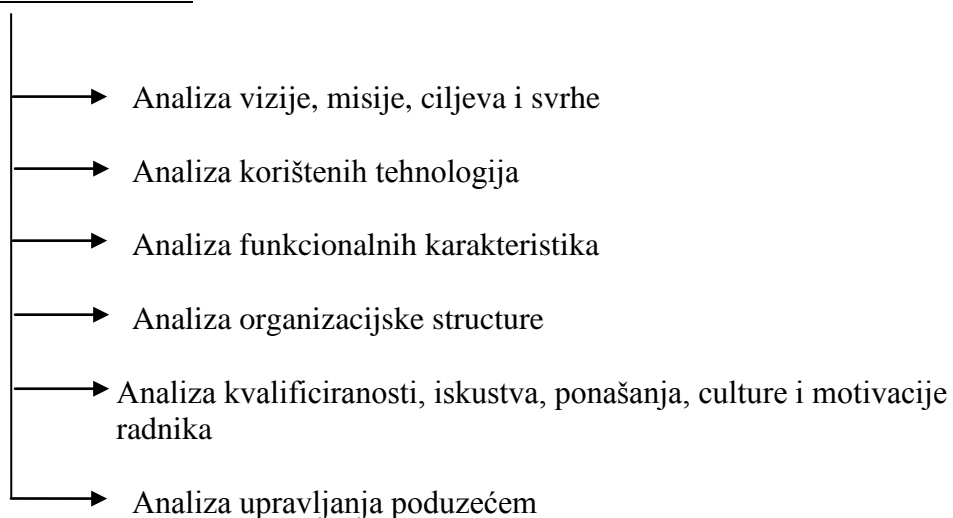 Analiza vizije, misije, ciljeva i svrhe
Analiza korištenih tehnologija
Analiza funkcionalnih karakteristika
Analiza organizacijske structure
Analiza kvalificiranosti, iskustva, ponašanja, culture i motivacije
radnika
Analiza upravljanja poduzećem